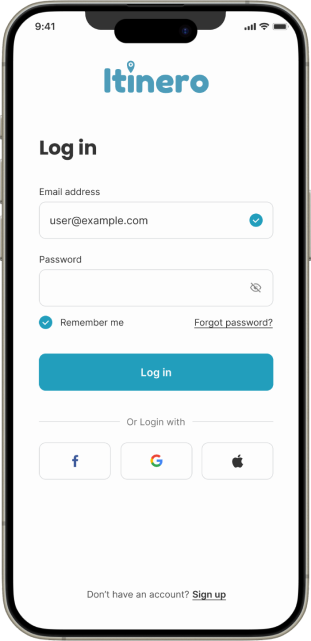 9:41
Itinero
Log in
Email address
user@example.com
Password
Remember me
Forgot password?
Log in
Or Login with
f
G
Don't have an account? Sign up